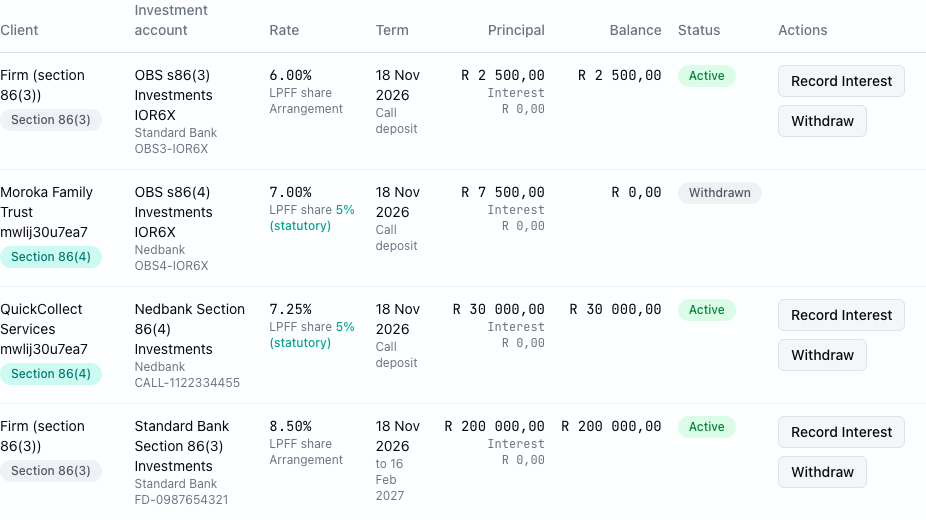 Client
Investment account
Rate
Term
Principal
Balance
Status
Actions
Firm (section
86(3))
Section 86(3)
OBS s86(3)
Investments
IOR6X
Standard Bank
OBS3-IOR6X
6.00%
LPFF share
Arrangement
18 Nov
2026
Call
deposit
R 2 500,00
Interest
R 0,00
R 2 500,00
Active
Record Interest
Withdraw
Moroka Family
Trust
mwlij30u7ea7
Section 86(4)
OBS s86(4)
Investments
IOR6X
Nedbank
OBS4-IOR6X
7.00%
LPFF share 5%
(statutory)
18 Nov
2026
Call
deposit
R 7 500,00
Interest
R 0,00
R 0,00
Withdrawn
QuickCollect
Services
mwlij30u7ea7
Section 86(4)
Nedbank Section
86(4)
Investments
Nedbank
CALL-1122334455
7.25%
LPFF share 5%
(statutory)
18 Nov
2026
Call
deposit
R 30 000,00
Interest
R 0,00
R 30 000,00
Active
Record Interest
Withdraw
Firm (section
86(3))
Section 86(3)
Standard Bank
Section 86(3)
Investments
Standard Bank
FD-0987654321
8.50%
LPFF share
Arrangement
18 Nov
2026
to 16
Feb
2027
R 200 000,00
Interest
R 0,00
R 200 000,00
Active
Record Interest
Withdraw